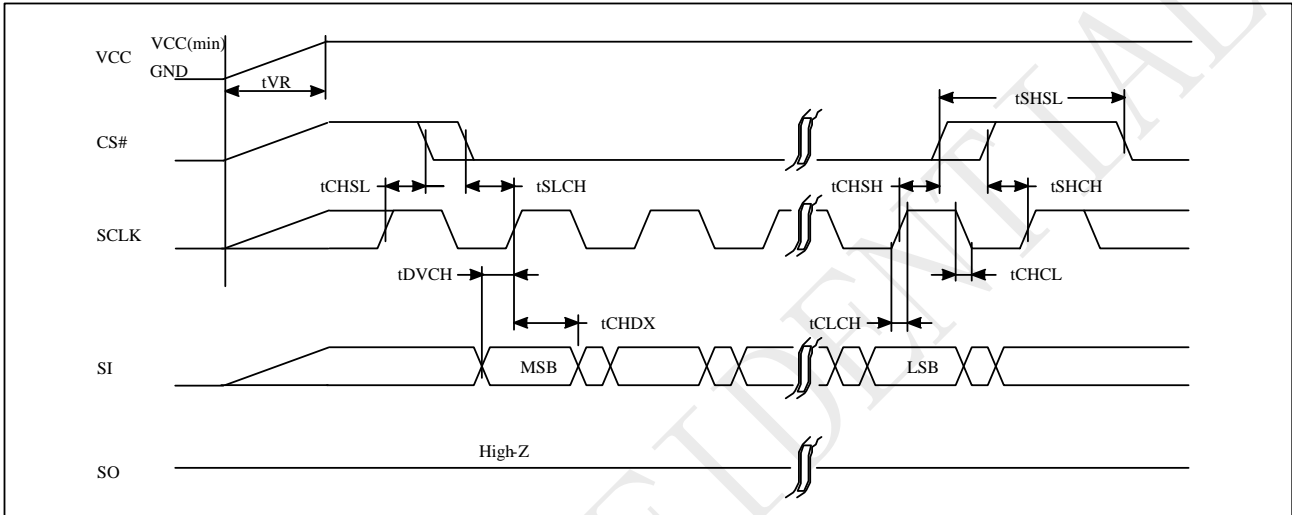 VCC
VCC(min)
GND
tVR
tSHSL
CS#
tCHSL
tSLCH
tCHSH
tSHCH
SCLK
tDVCH
tCHCL
tCHDX
tCLCH
SI
MSB
LSB
High-Z
SO